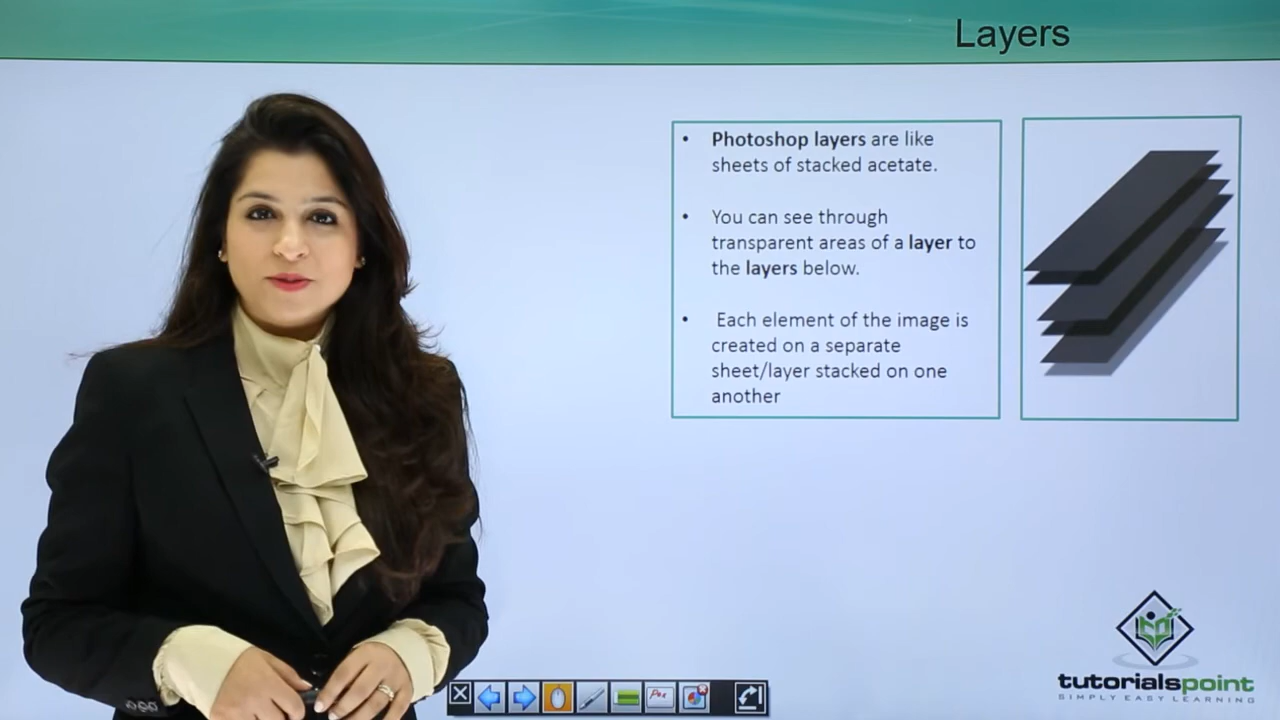 Layers
• Photoshop layers are like
sheets of stacked acetate.
• You can see through
transparent areas of a layer to
the layers below.
• Each element of the image is
created on a separate
sheet/layer stacked on one
another
tutorialspoint
SIMPLY EASY LEARNING